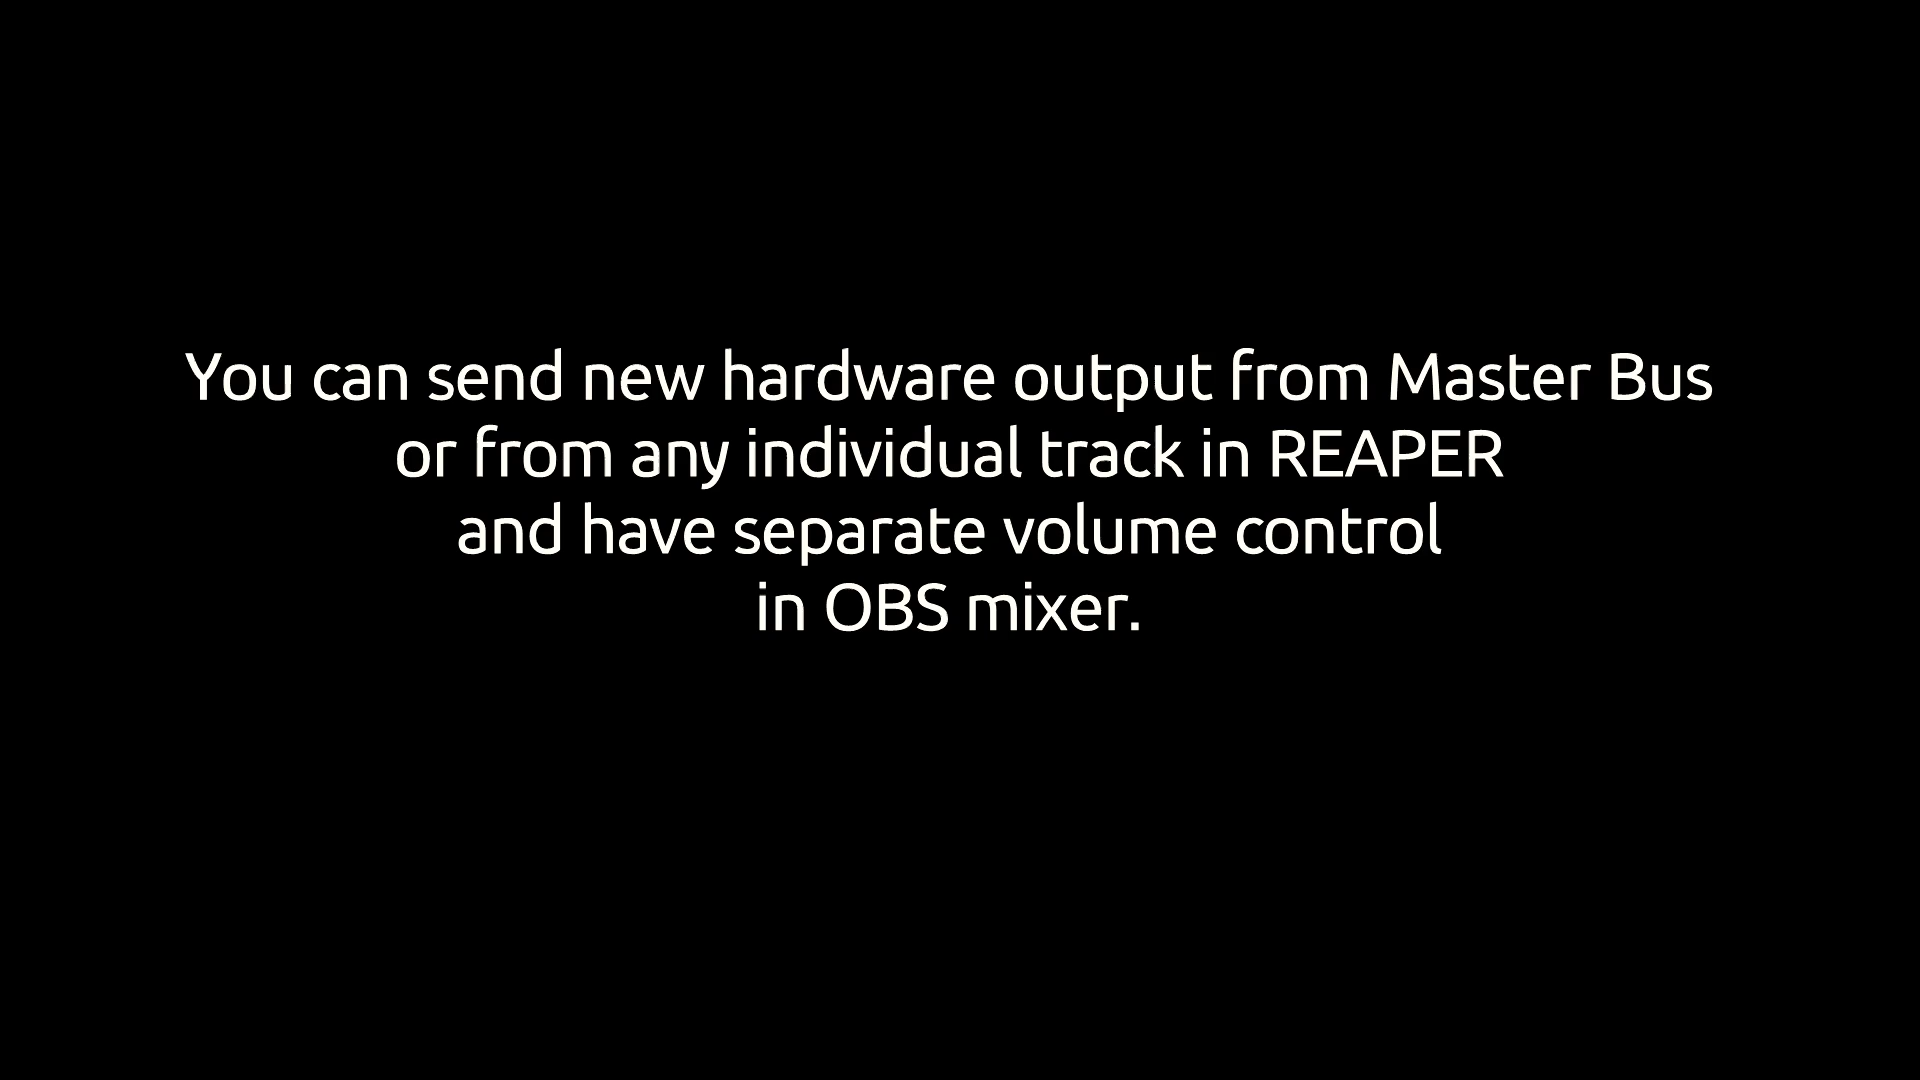 You can send new hardware output from Master Bus
or from any individual track in REAPER
and have separate volume control
in OBS mixer.